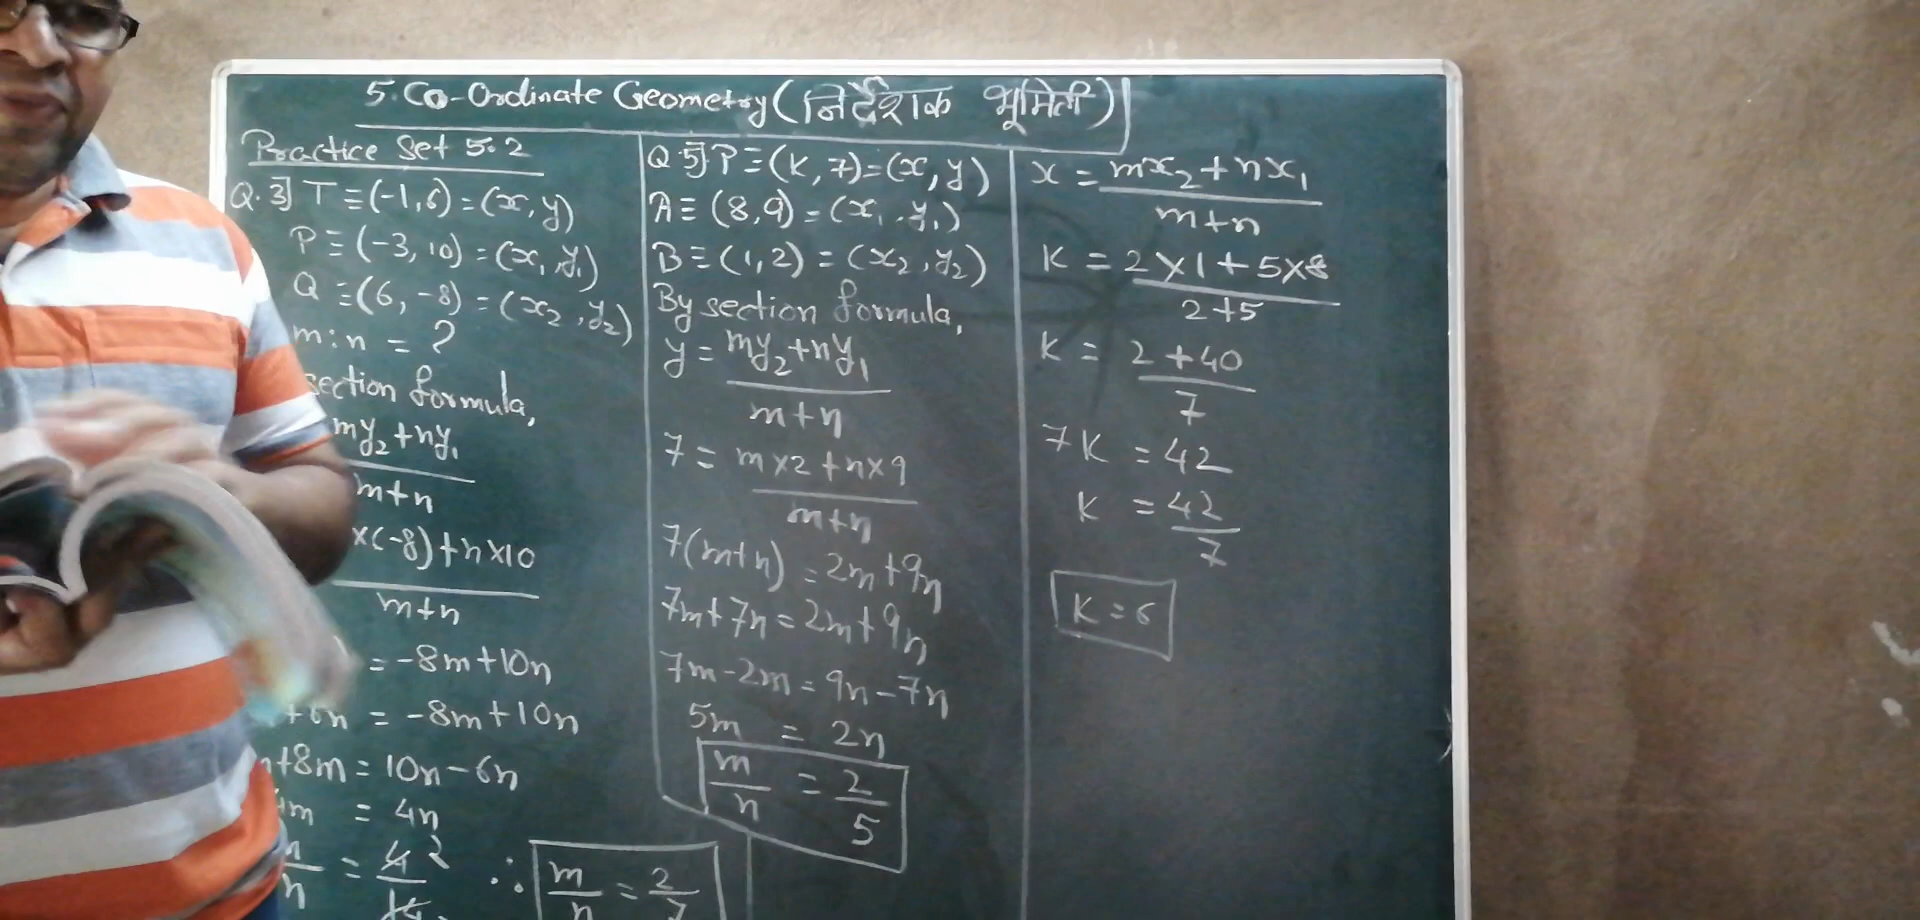 5. Co-Ordinate Geometry (निर्देशक भूमिती)
Practice Set 5.2
Q.3] T ≡ (-1, 6) = (x, y)
P ≡ (-3, 10) = (x₁, y₁)
Q ≡ (6, -8) = (x₂, y₂)
m:n = ?
section formula,
my₂+ny₁
m+n
×(-8)+n×10
m+n
= -8m+10n
+6n = -8m+10n
+8m = 10n-6n
m = 4n
n = 4 2
∴ m = 2
n 7
Q.5] P ≡ (K, 7) = (x, y)
A ≡ (8, 9) = (x₁, y₁)
B ≡ (1, 2) = (x₂, y₂)
By section formula,
y = my₂+ny₁
m+n
7 = m×2+n×9
m+n
7(m+n) = 2m+9n
7m+7n = 2m+9n
7m-2m = 9n-7n
5m = 2n
m = 2
n 5
x = mx₂+nx₁
m+n
K = 2×1+5×8
2+5
K = 2+40
7
7K = 42
K = 42
7
K = 6